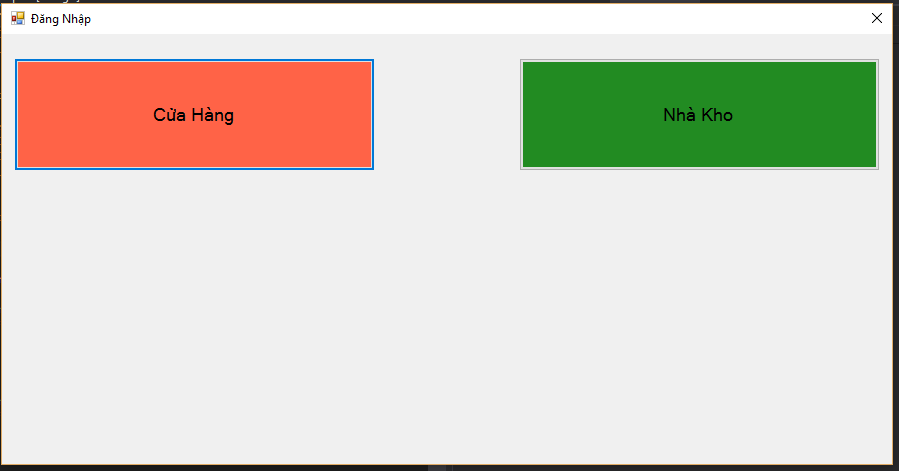 Đăng Nhập
Cửa Hàng
Nhà Kho